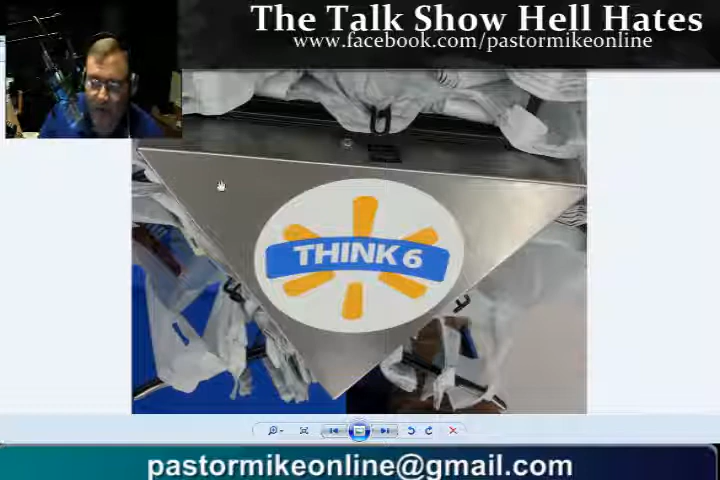 The Talk Show Hell Hates
www.facebook.com/pastormikeonline
THINK 6
pastormikeonline@gmail.com